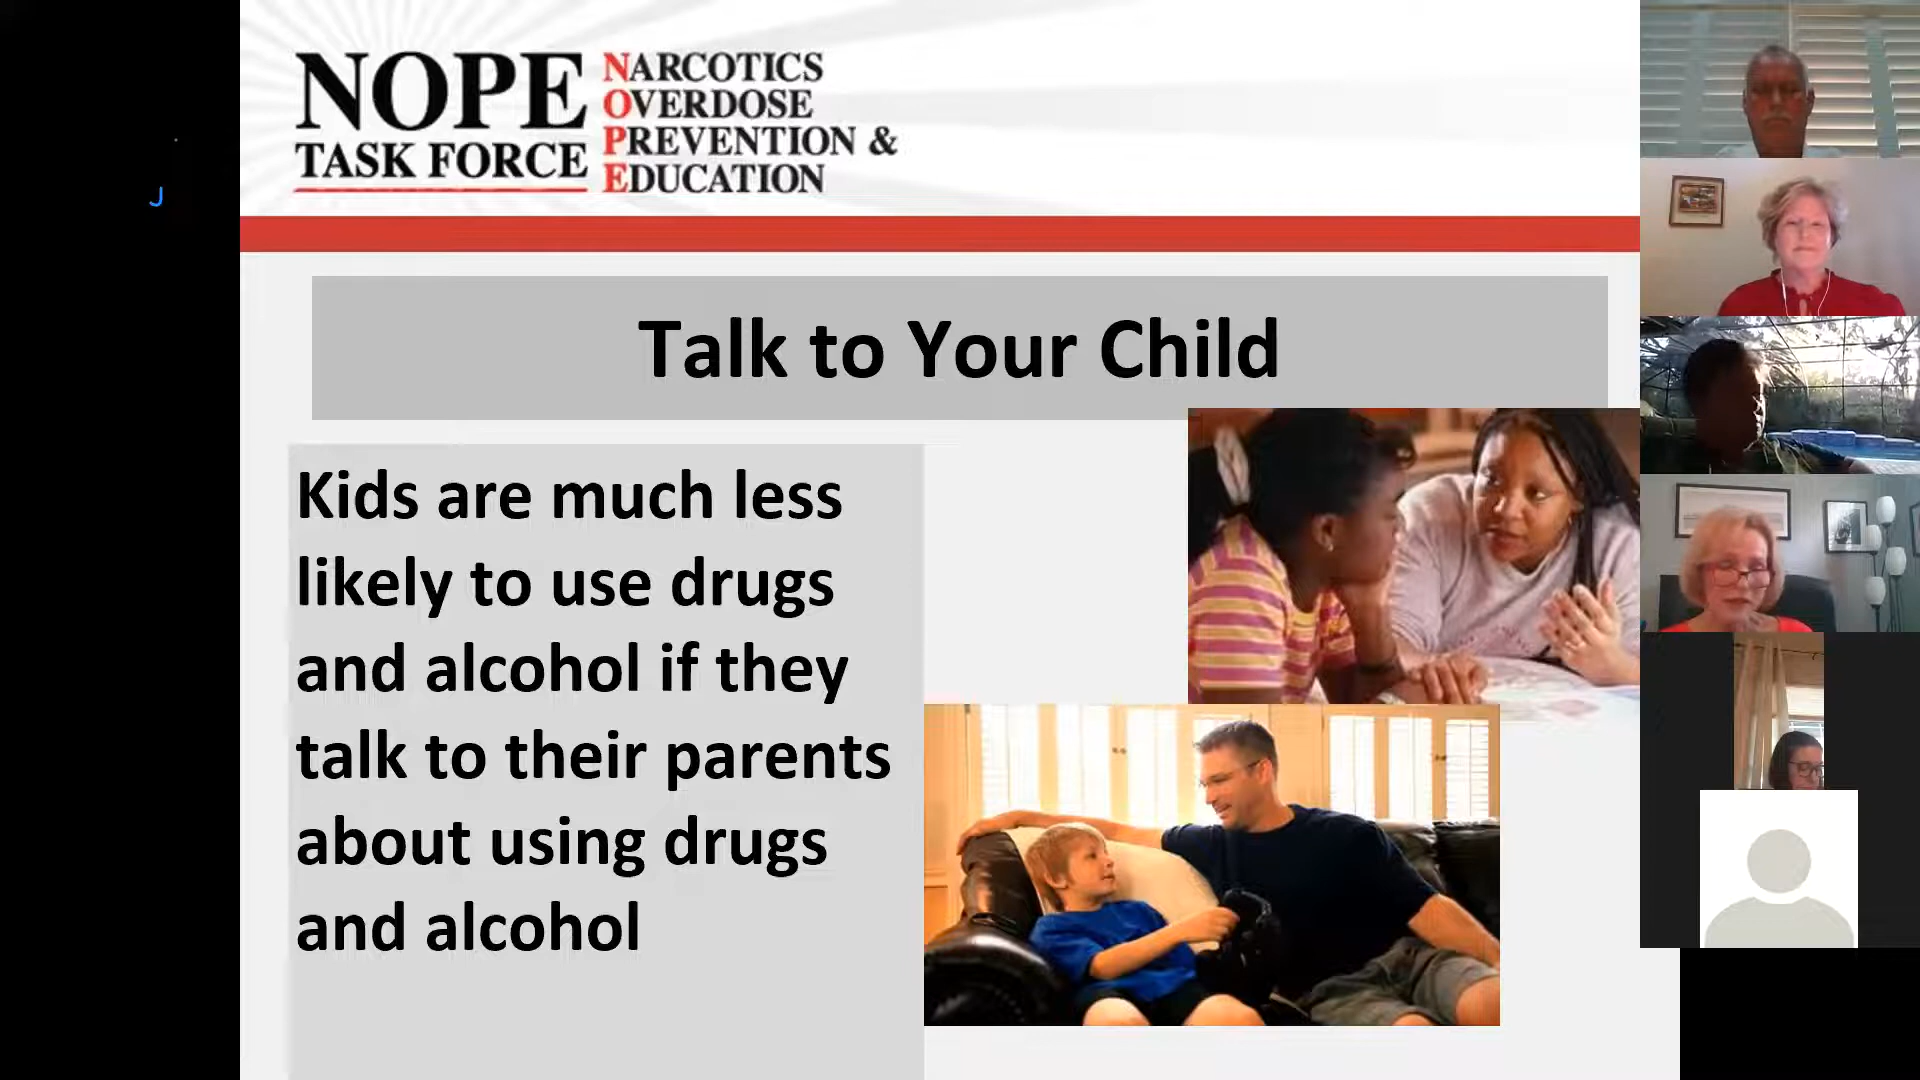 NOPE
TASK FORCE
NARCOTICS
OVERDOSE
PREVENTION &
EDUCATION
J
Talk to Your Child
Kids are much less
likely to use drugs
and alcohol if they
talk to their parents
about using drugs
and alcohol